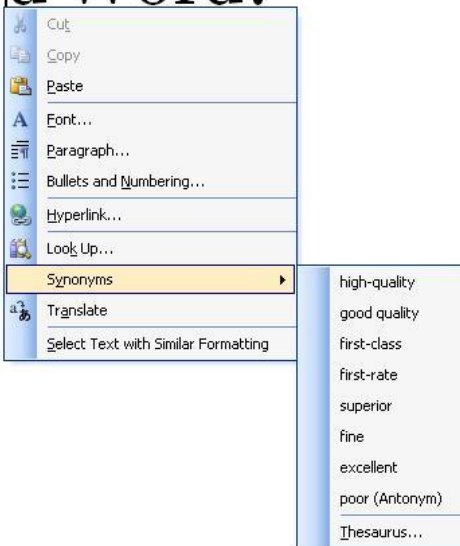 Cut
Copy
Paste
Font...
Paragraph...
Bullets and Numbering...
Hyperlink...
Look Up...
Synonyms
Translate
Select Text with Similar Formatting
high-quality
good quality
first-class
first-rate
superior
fine
excellent
poor (Antonym)
Thesaurus...